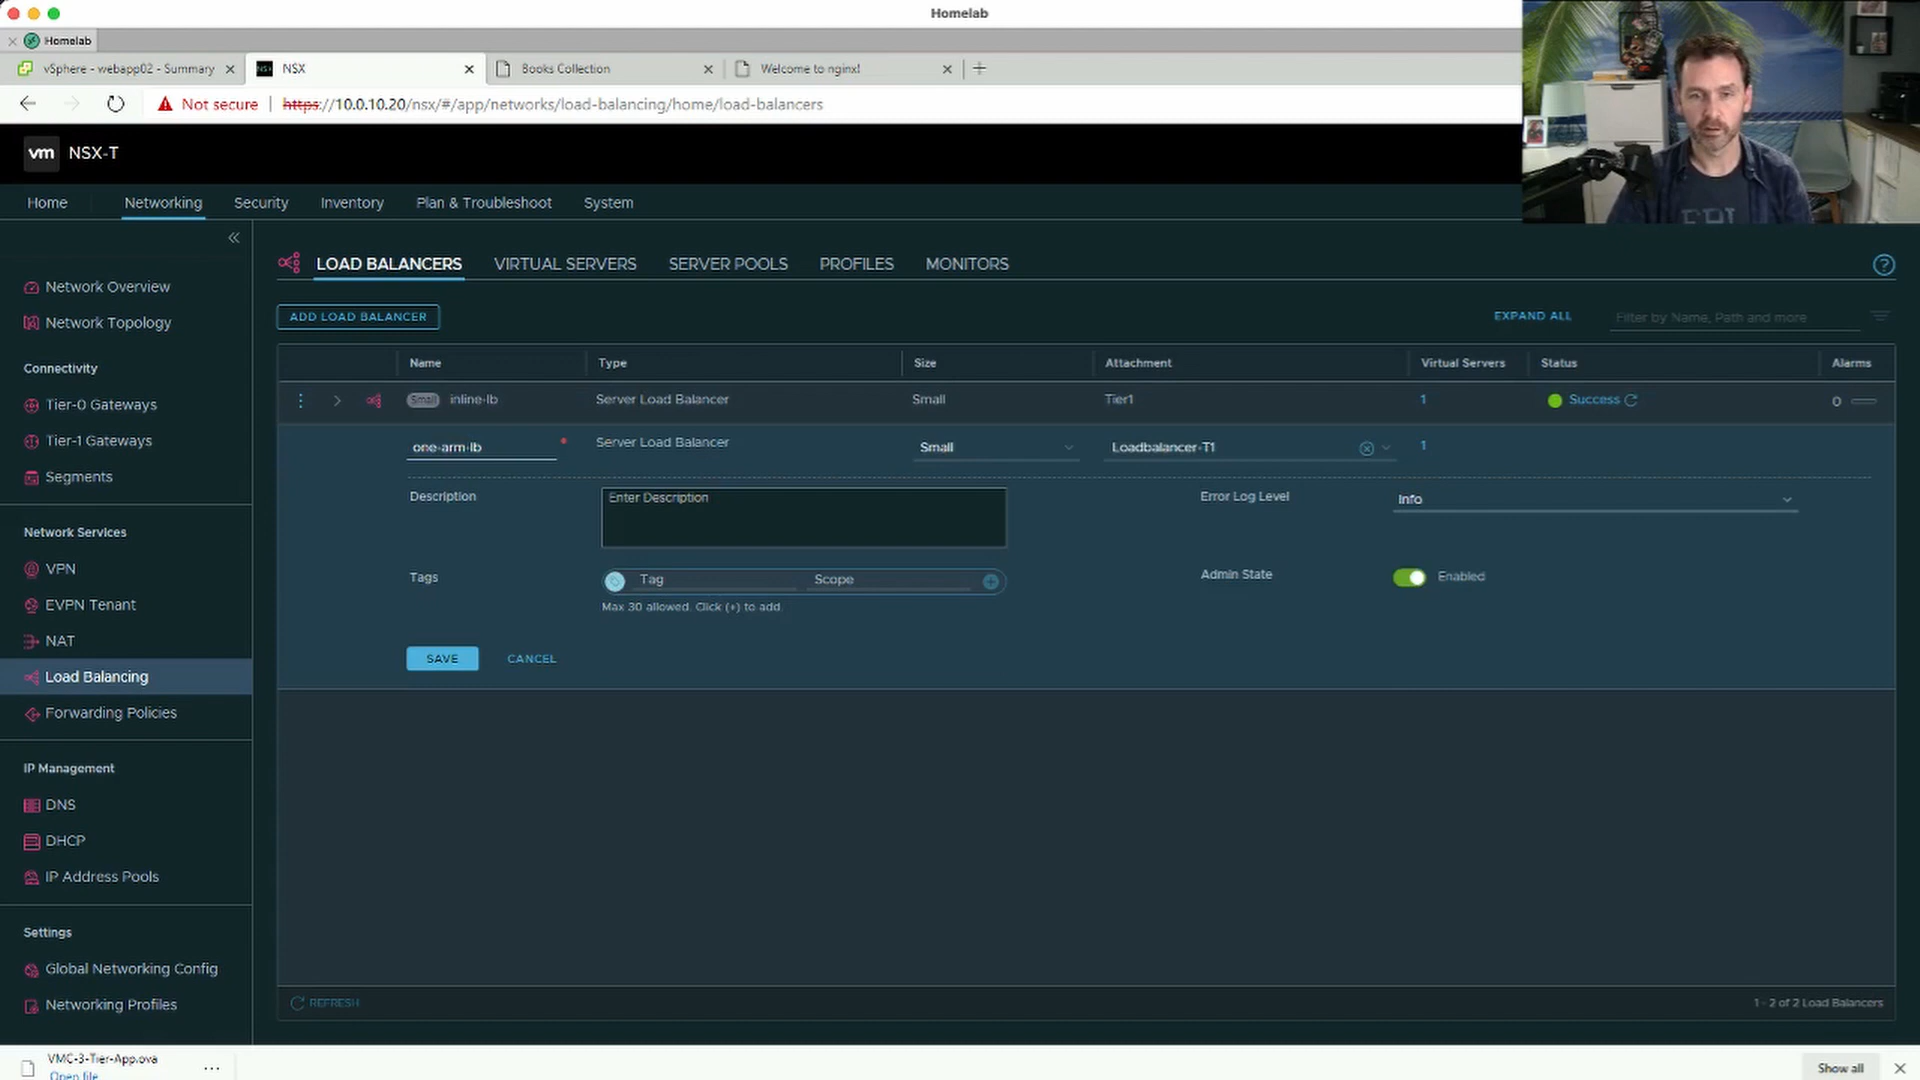 Homelab
Homelab
vSphere - webapp02 - Summary
NSX
Books Collection
Welcome to nginx!
Not secure
https://10.0.10.20/nsx/#/app/networks/load-balancing/home/load-balancers
vm NSX-T
Home
Networking
Security
Inventory
Plan & Troubleshoot
System
Network Overview
Network Topology
Connectivity
Tier-0 Gateways
Tier-1 Gateways
Segments
Network Services
VPN
EVPN Tenant
NAT
Load Balancing
Forwarding Policies
IP Management
DNS
DHCP
IP Address Pools
Settings
Global Networking Config
Networking Profiles
LOAD BALANCERS
VIRTUAL SERVERS
SERVER POOLS
PROFILES
MONITORS
ADD LOAD BALANCER
EXPAND ALL
Filter by Name, Path and more
Name
Type
Size
Attachment
Virtual Servers
Status
Alarms
Small inline-lb
Server Load Balancer
Small
Tier1
1
Success
0
one-arm-lb
Server Load Balancer
Small
Loadbalancer-T1
1
Description
Enter Description
Error Log Level
Info
Tags
Tag
Scope
Max 30 allowed. Click (+) to add.
Admin State
Enabled
SAVE
CANCEL
REFRESH
1 - 2 of 2 Load Balancers
VMC-3-Tier-App.ova
Open file
Show all